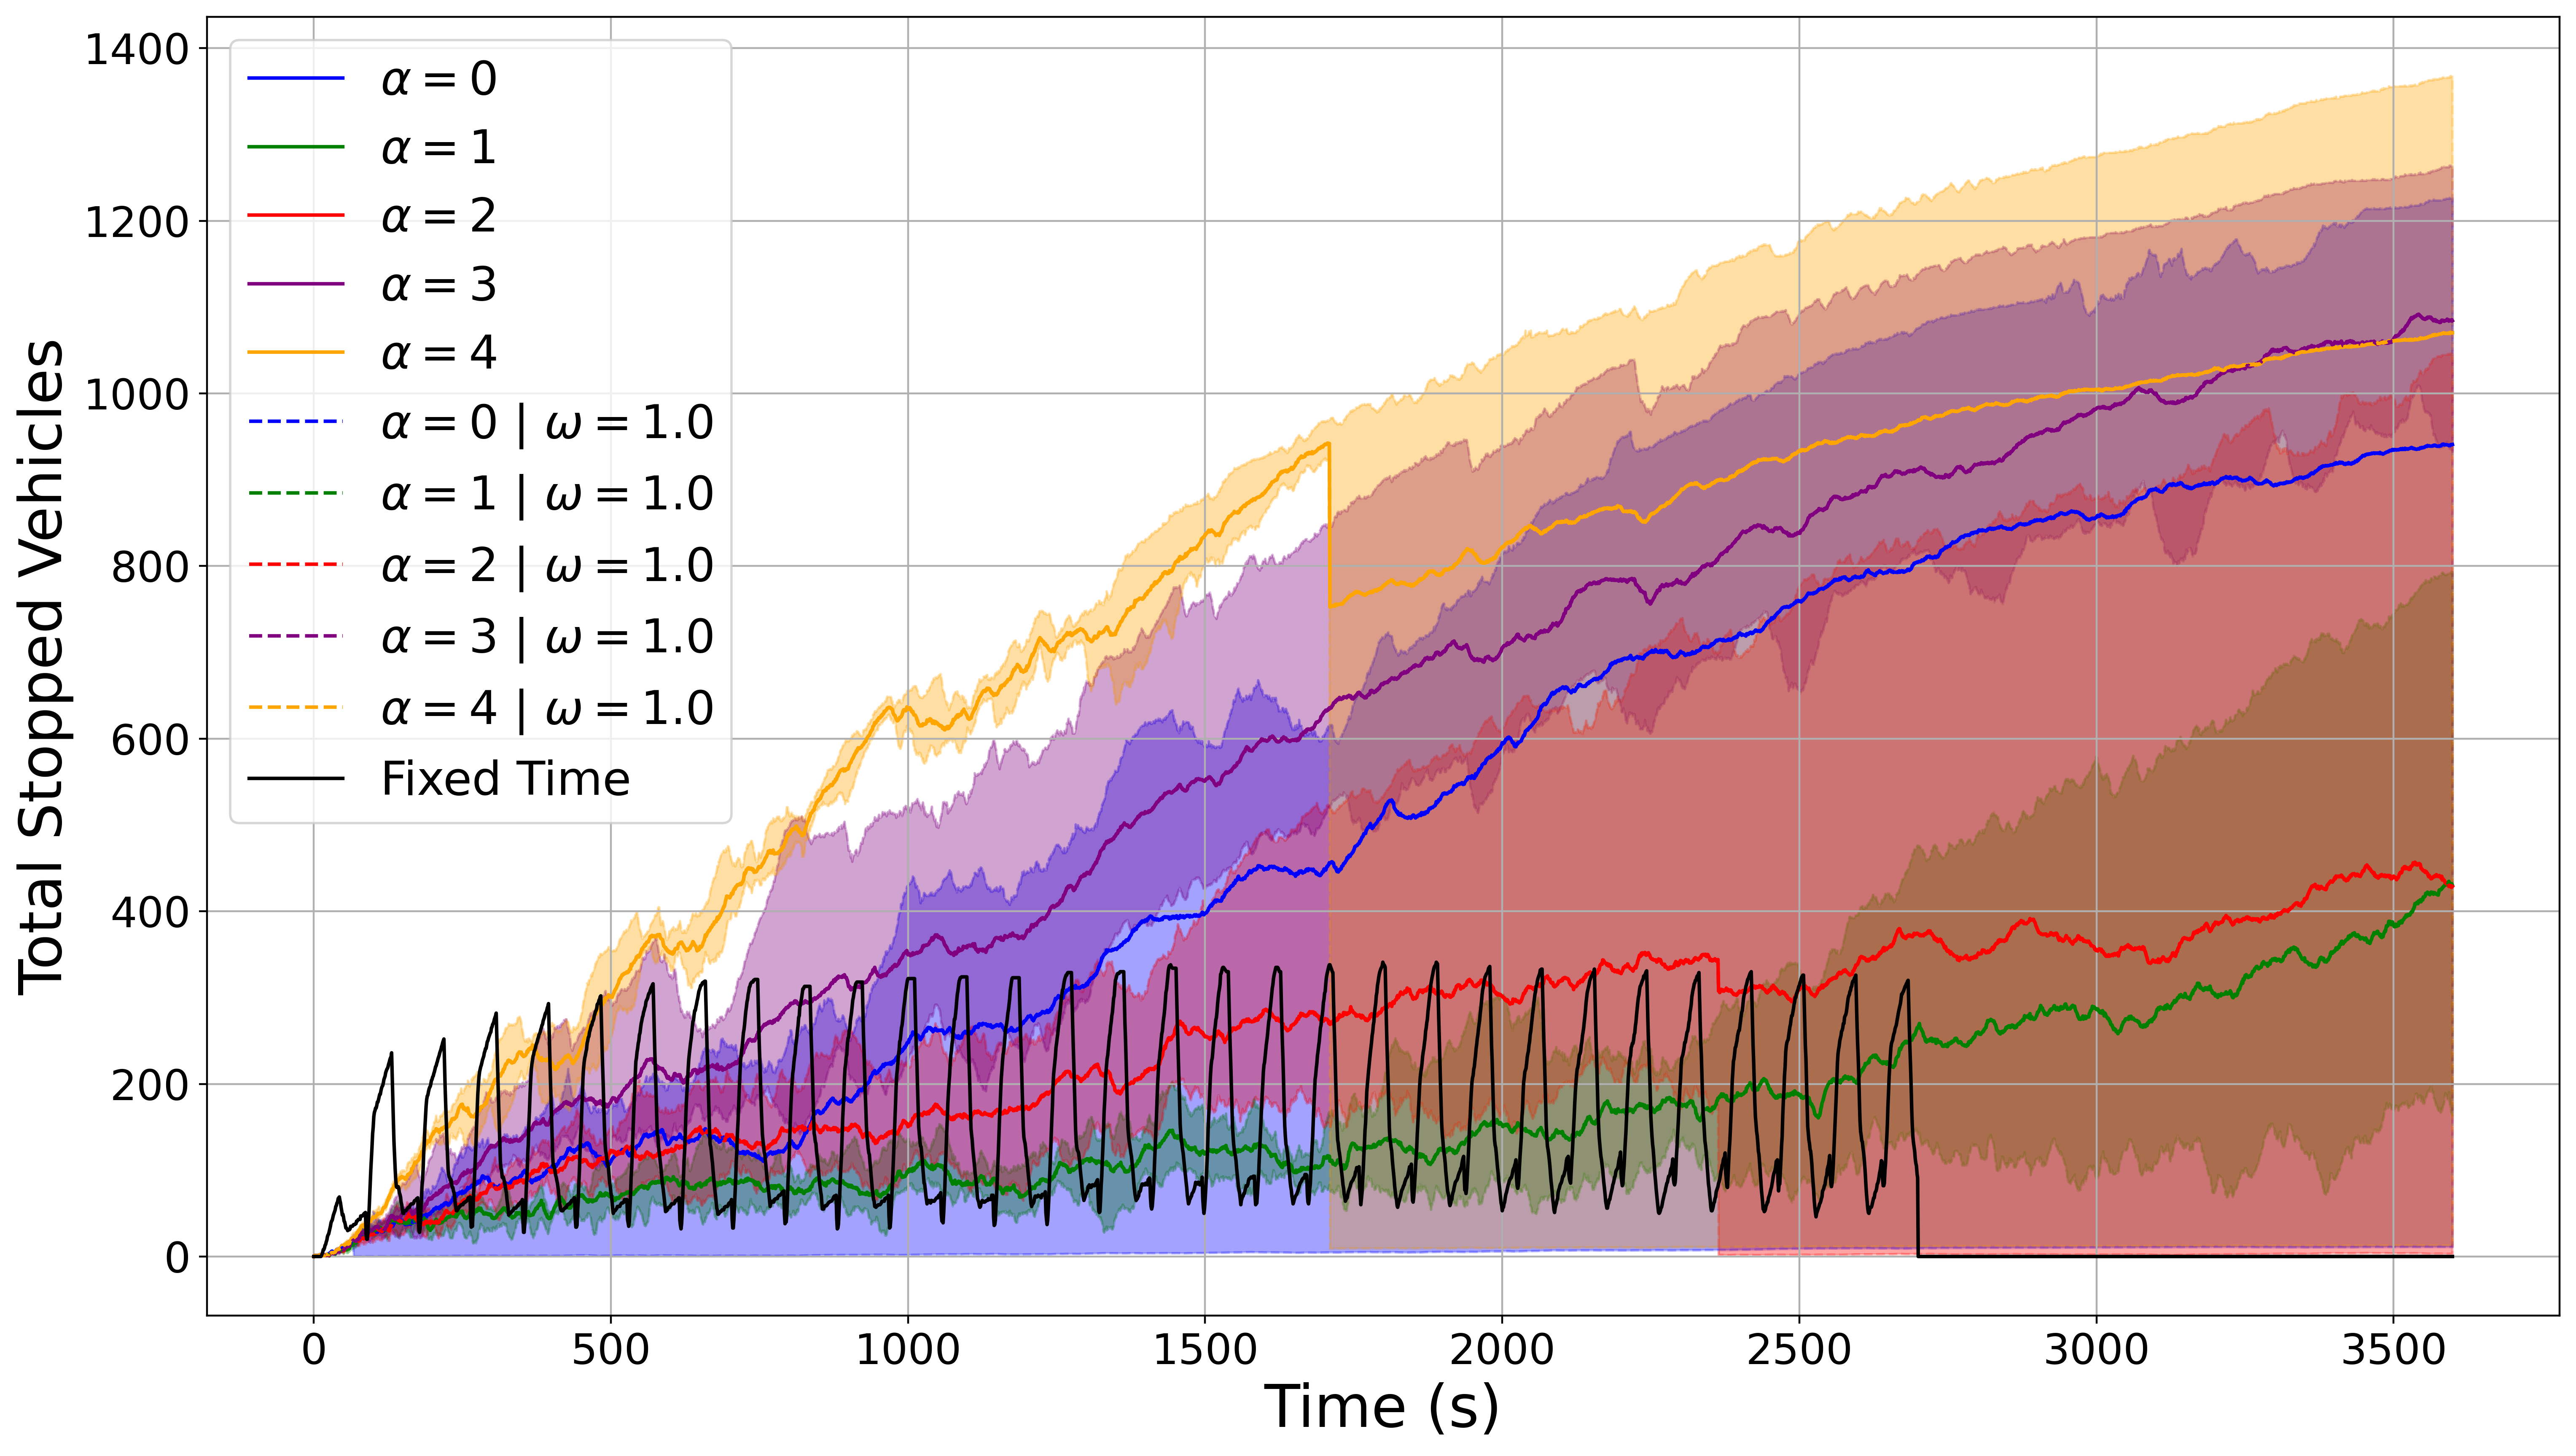 Total Stopped Vehicles
1400
1200
1000
800
600
400
200
0
α = 0
α = 1
α = 2
α = 3
α = 4
α = 0 | ω = 1.0
α = 1 | ω = 1.0
α = 2 | ω = 1.0
α = 3 | ω = 1.0
α = 4 | ω = 1.0
Fixed Time
0 500 1000 1500 2000 2500 3000 3500
Time (s)